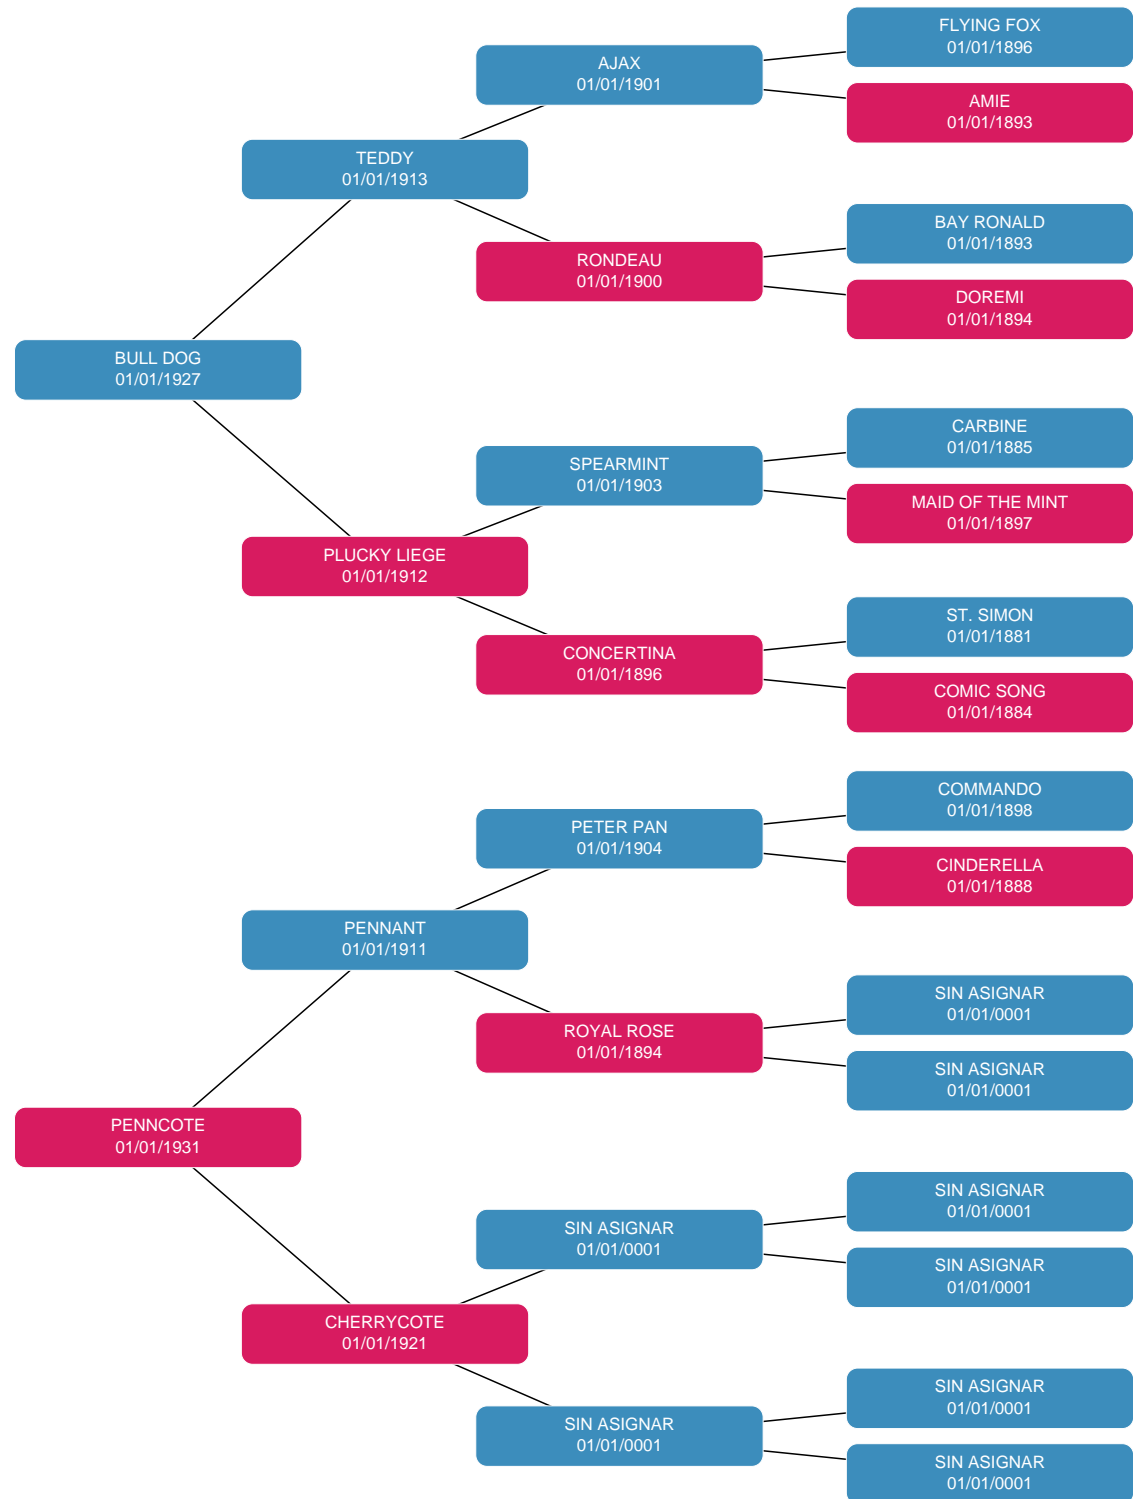 FLYING FOX
01/01/1896
AJAX
01/01/1901
AMIE
01/01/1893
TEDDY
01/01/1913
BAY RONALD
01/01/1893
RONDEAU
01/01/1900
DOREMI
01/01/1894
BULL DOG
01/01/1927
CARBINE
01/01/1885
SPEARMINT
01/01/1903
MAID OF THE MINT
01/01/1897
PLUCKY LIEGE
01/01/1912
ST. SIMON
01/01/1881
CONCERTINA
01/01/1896
COMIC SONG
01/01/1884
COMMANDO
01/01/1898
PETER PAN
01/01/1904
CINDERELLA
01/01/1888
PENNANT
01/01/1911
SIN ASIGNAR
01/01/0001
ROYAL ROSE
01/01/1894
SIN ASIGNAR
01/01/0001
PENNCOTE
01/01/1931
SIN ASIGNAR
01/01/0001
SIN ASIGNAR
01/01/0001
SIN ASIGNAR
01/01/0001
CHERRYCOTE
01/01/1921
SIN ASIGNAR
01/01/0001
SIN ASIGNAR
01/01/0001
SIN ASIGNAR
01/01/0001